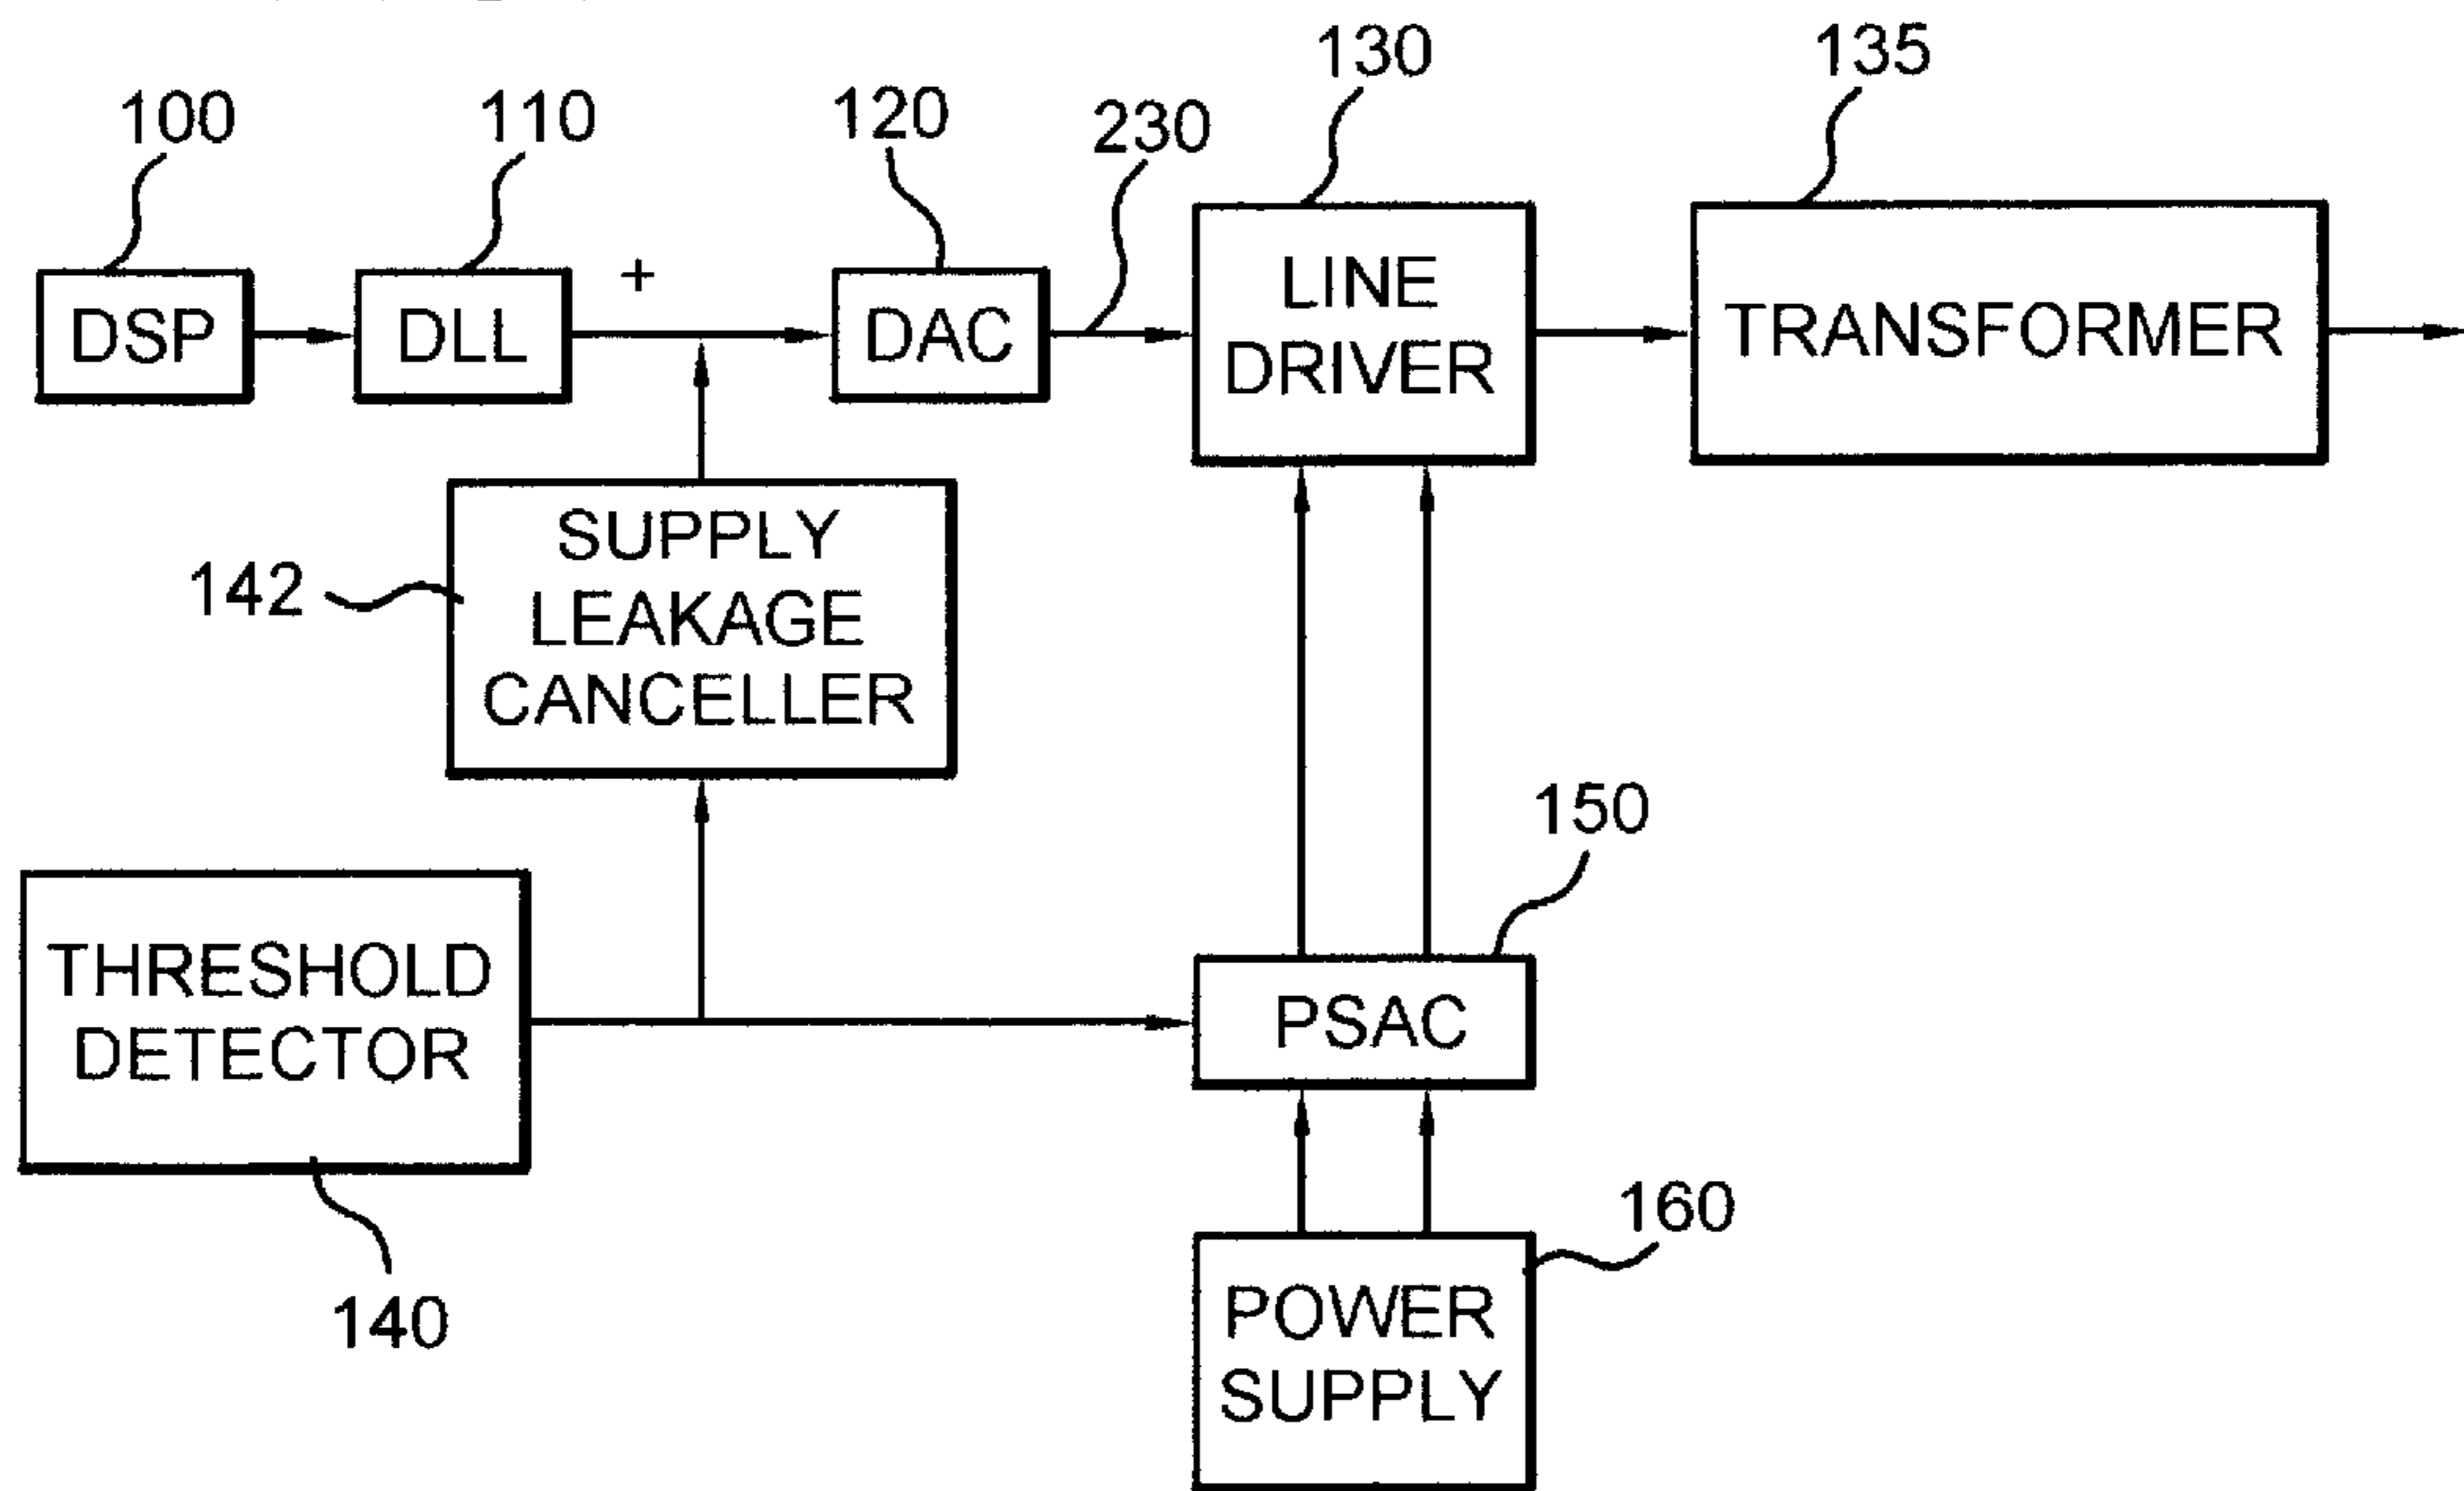 130
135
100
110
120
230
+
DSP
DLL
DAC
LINE
DRIVER
TRANSFORMER
142
SUPPLY
LEAKAGE
CANCELLER
150
THRESHOLD
DETECTOR
PSAC
140
160
POWER
SUPPLY